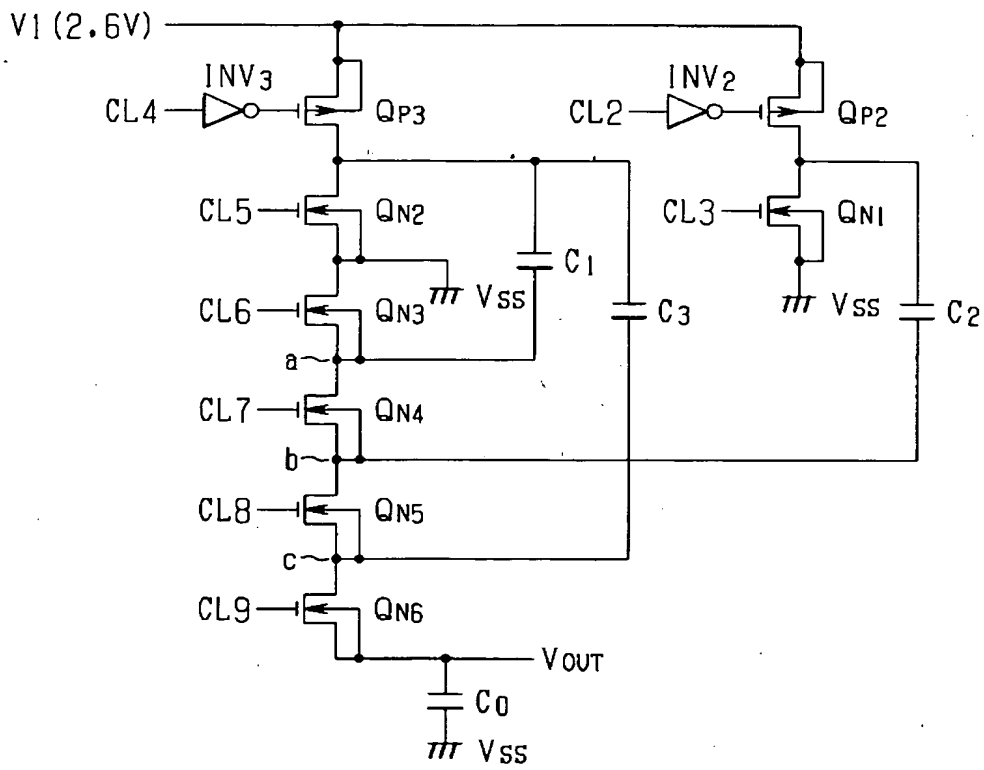 V1(2.6V)
INV3
INV2
CL4
QP3
CL2
QP2
CL5
QN2
CL3
QN1
C1
VSS
VSS
CL6
QN3
C3
C2
a
CL7
QN4
b
CL8
QN5
c
CL9
QN6
VOUT
C0
VSS